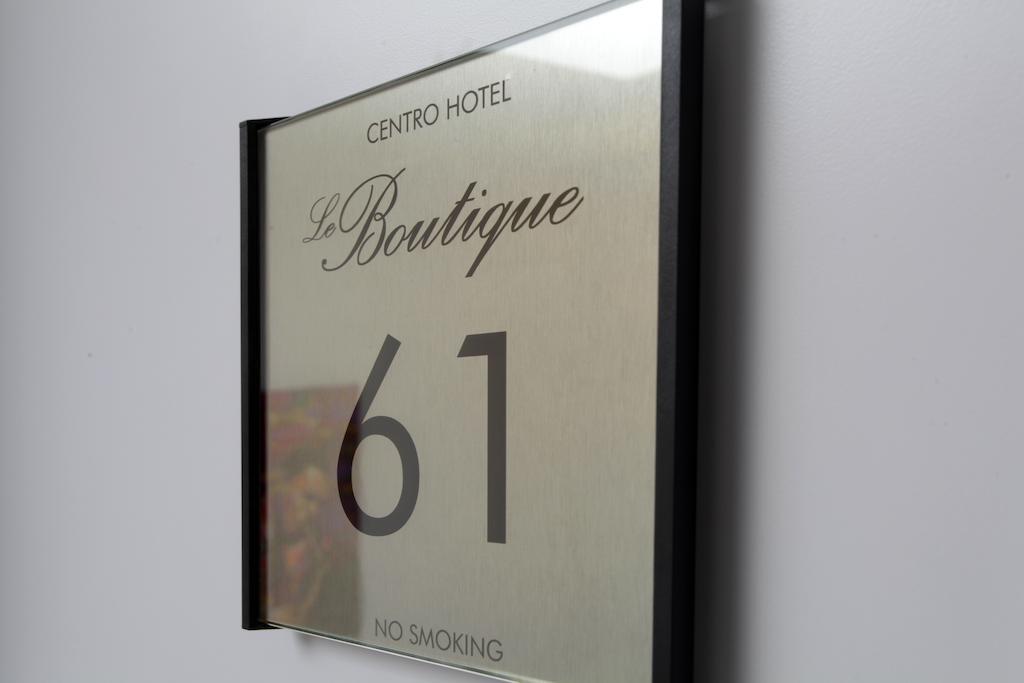 CENTRO HOTEL
Le Boutique
61
NO SMOKING